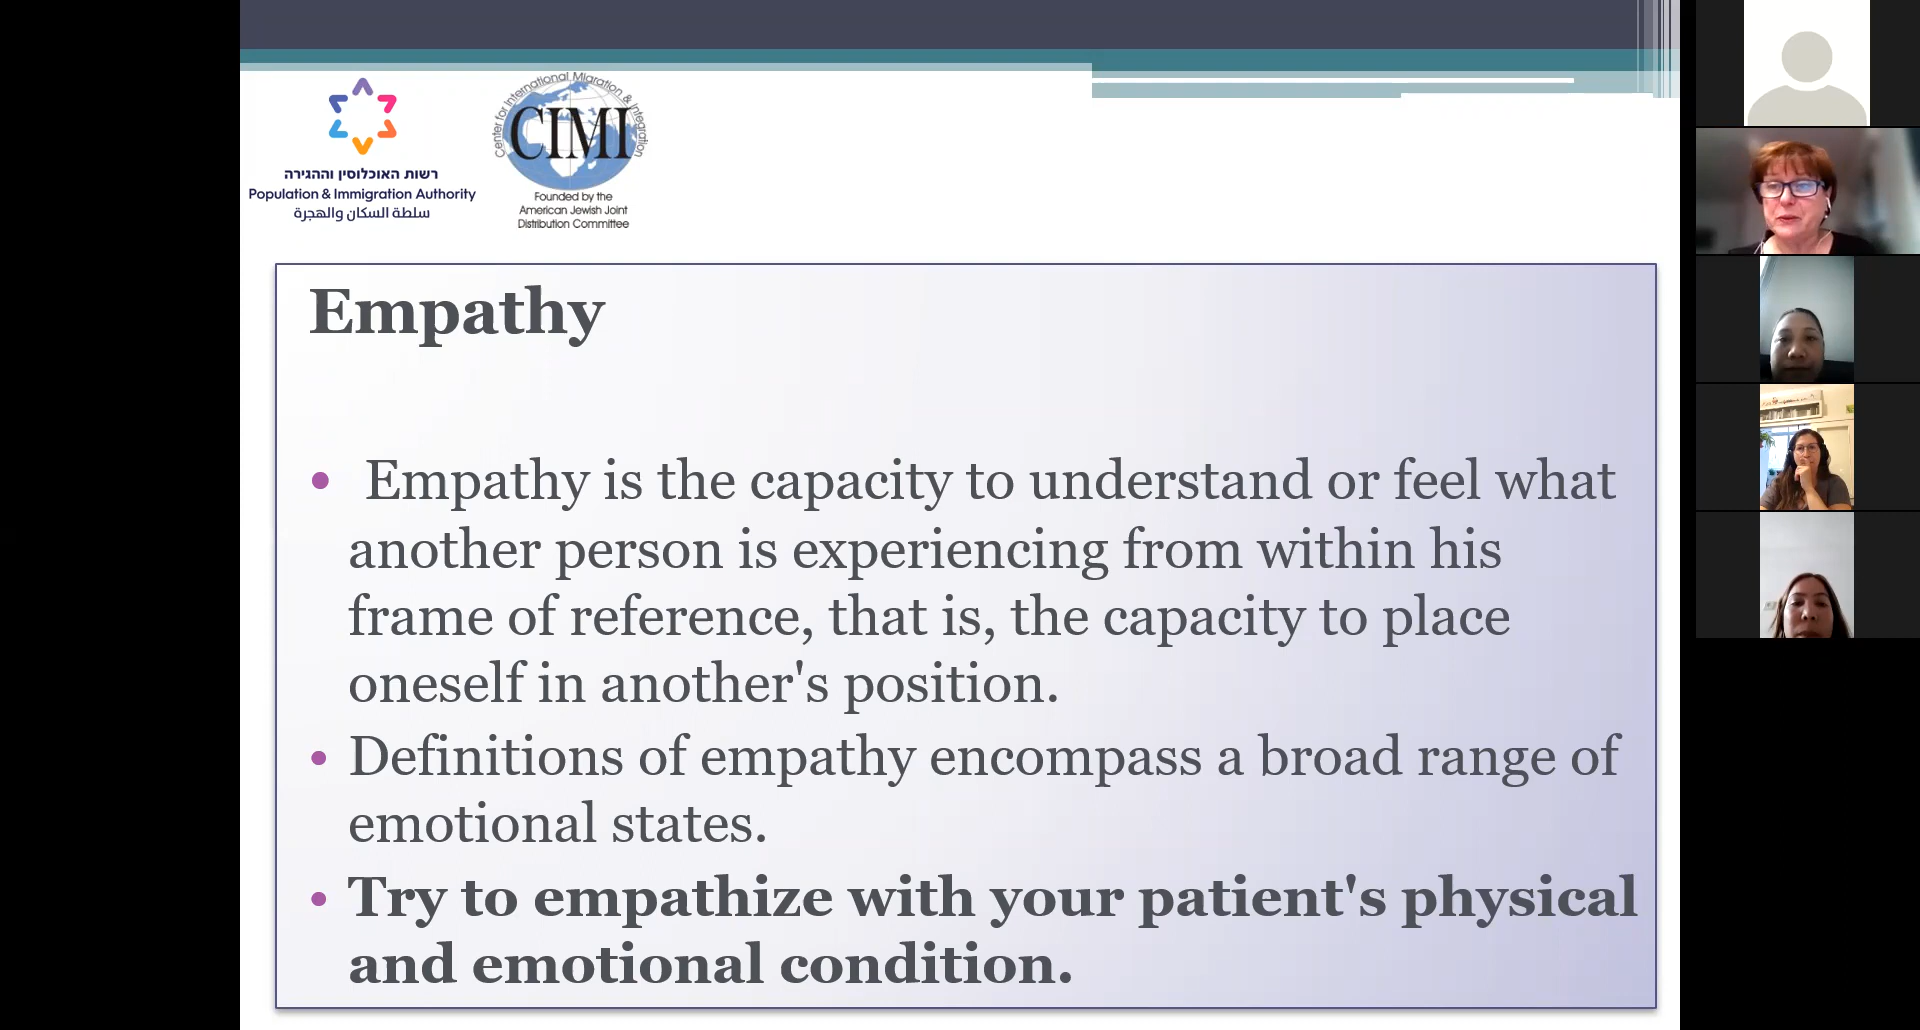 רשות האוכלוסין וההגירה
Population & Immigration Authority
سلطة السكان والهجرة
Center for International Migration & Integration
CIMI
Founded by the
American Jewish Joint
Distribution Committee
Empathy
• Empathy is the capacity to understand or feel what
another person is experiencing from within his
frame of reference, that is, the capacity to place
oneself in another's position.
• Definitions of empathy encompass a broad range of
emotional states.
• Try to empathize with your patient's physical
and emotional condition.